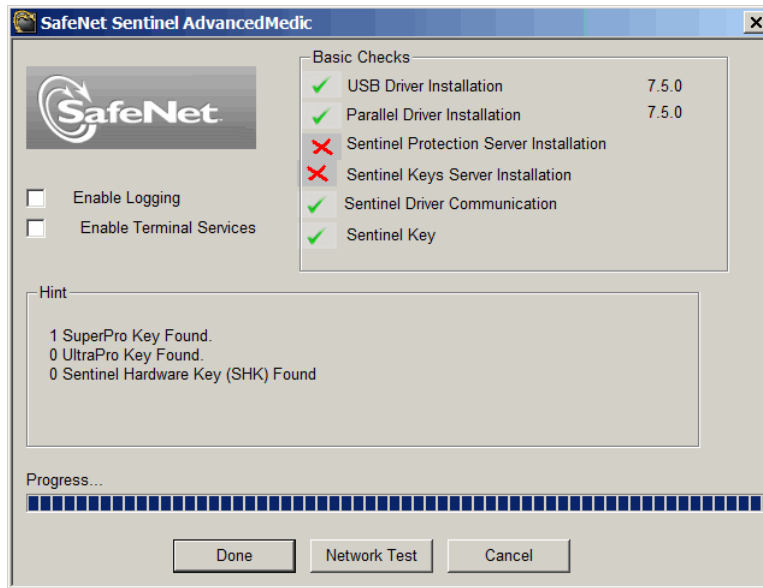 SafeNet Sentinel AdvancedMedic
SafeNet.
Enable Logging
Enable Terminal Services
Basic Checks
USB Driver Installation 7.5.0
Parallel Driver Installation 7.5.0
Sentinel Protection Server Installation
Sentinel Keys Server Installation
Sentinel Driver Communication
Sentinel Key
Hint
1 SuperPro Key Found.
0 UltraPro Key Found.
0 Sentinel Hardware Key (SHK) Found
Progress...
Done Network Test Cancel